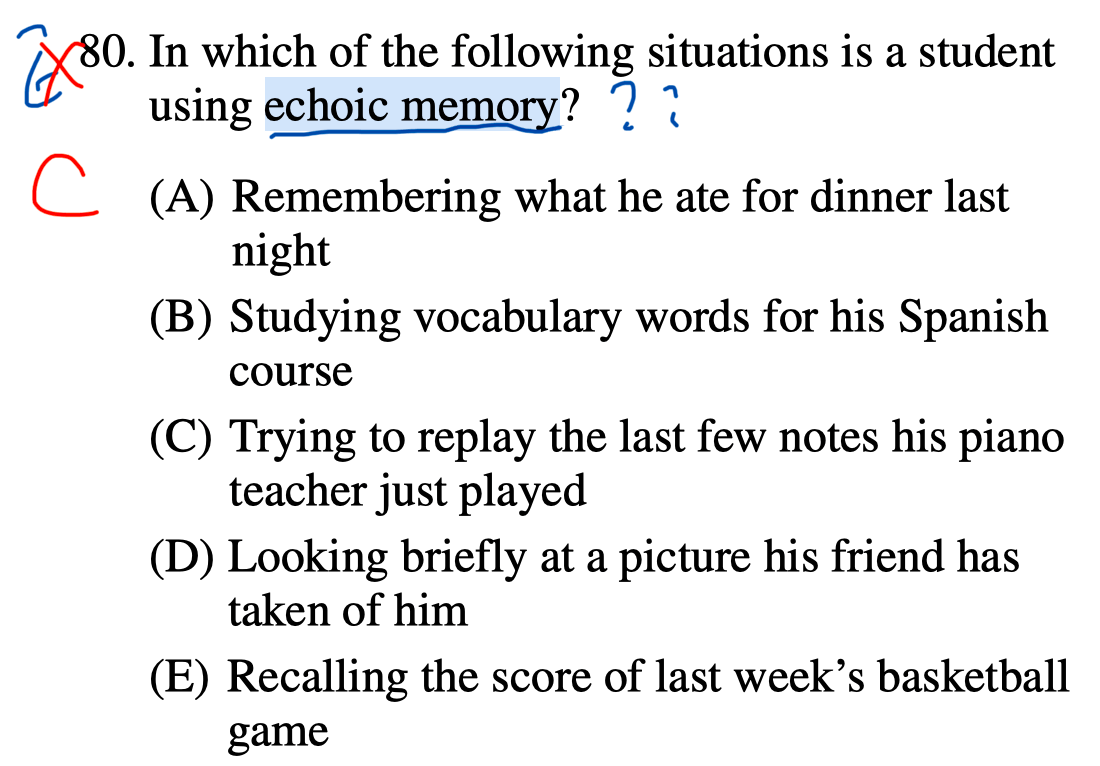 80. In which of the following situations is a student
using echoic memory? ? ?
C
(A) Remembering what he ate for dinner last
night
(B) Studying vocabulary words for his Spanish
course
(C) Trying to replay the last few notes his piano
teacher just played
(D) Looking briefly at a picture his friend has
taken of him
(E) Recalling the score of last week's basketball
game